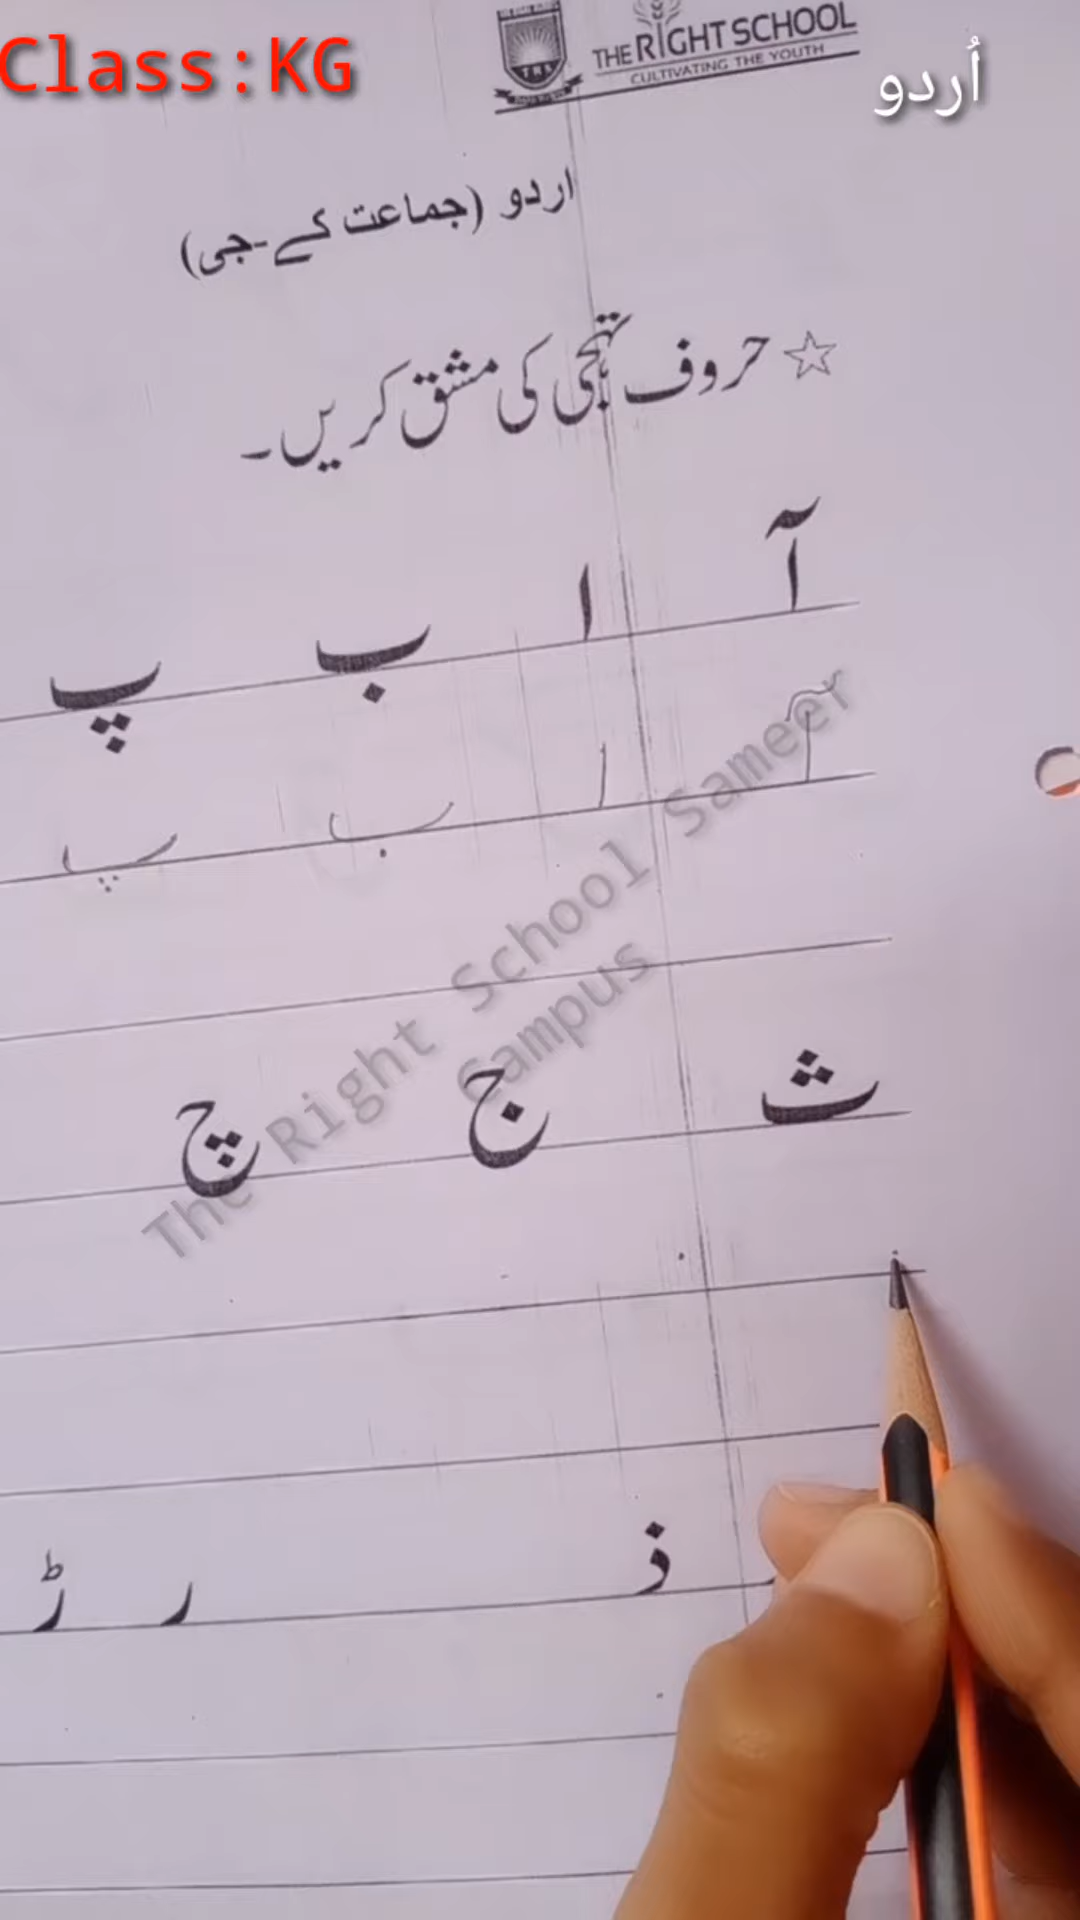 Class:KG
THE RIGHT SCHOOL
CULTIVATING THE YOUTH
TRS
اُردو
اردو (جماعت کے-جی)
☆ حروف تہجی کی مشق کریں۔
آ ا ب پ
آ ا ب پ
The Right School Sameer
Campus
ث ج چ
ذ ر ڑ